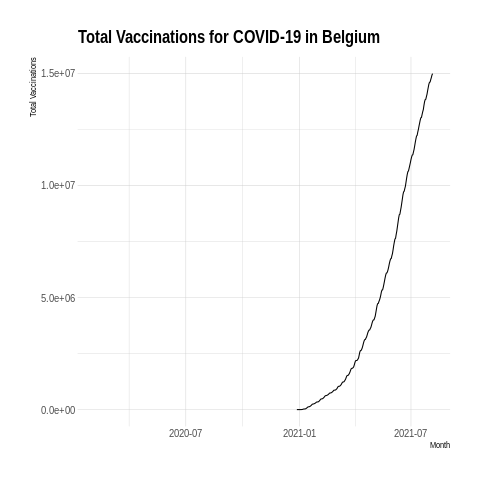 Total Vaccinations for COVID-19 in Belgium
Total Vaccinations
1.5e+07
1.0e+07
5.0e+06
0.0e+00
2020-07 2021-01 2021-07
Month